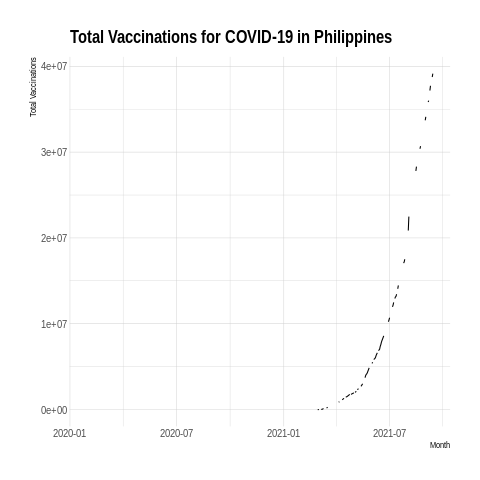 Total Vaccinations for COVID-19 in Philippines
Total Vaccinations
4e+07
3e+07
2e+07
1e+07
0e+00
2020-01 2020-07 2021-01 2021-07
Month